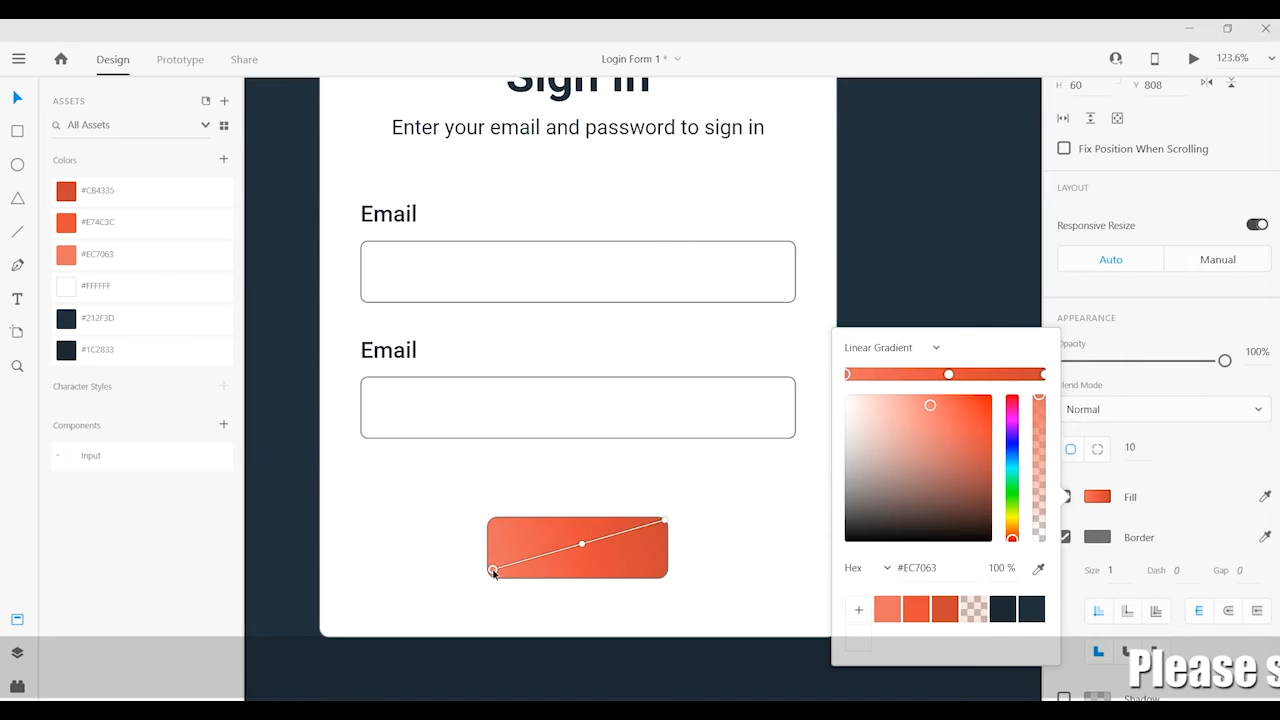 Design
Prototype
Share
Login Form 1 *
123.6%
ASSETS
All Assets
Colors
#CB4335
#E74C3C
#EC7063
#FFFFFF
#212F3D
#1C2833
Character Styles
Components
Input
Sign In
Enter your email and password to sign in
Email
Email
H 60
Y 808
Fix Position When Scrolling
LAYOUT
Responsive Resize
Auto
Manual
APPEARANCE
Opacity
100%
Blend Mode
Normal
10
Fill
Border
Size 1
Dash 0
Gap 0
Shadow
Linear Gradient
Hex
#EC7063
100 %
Please s